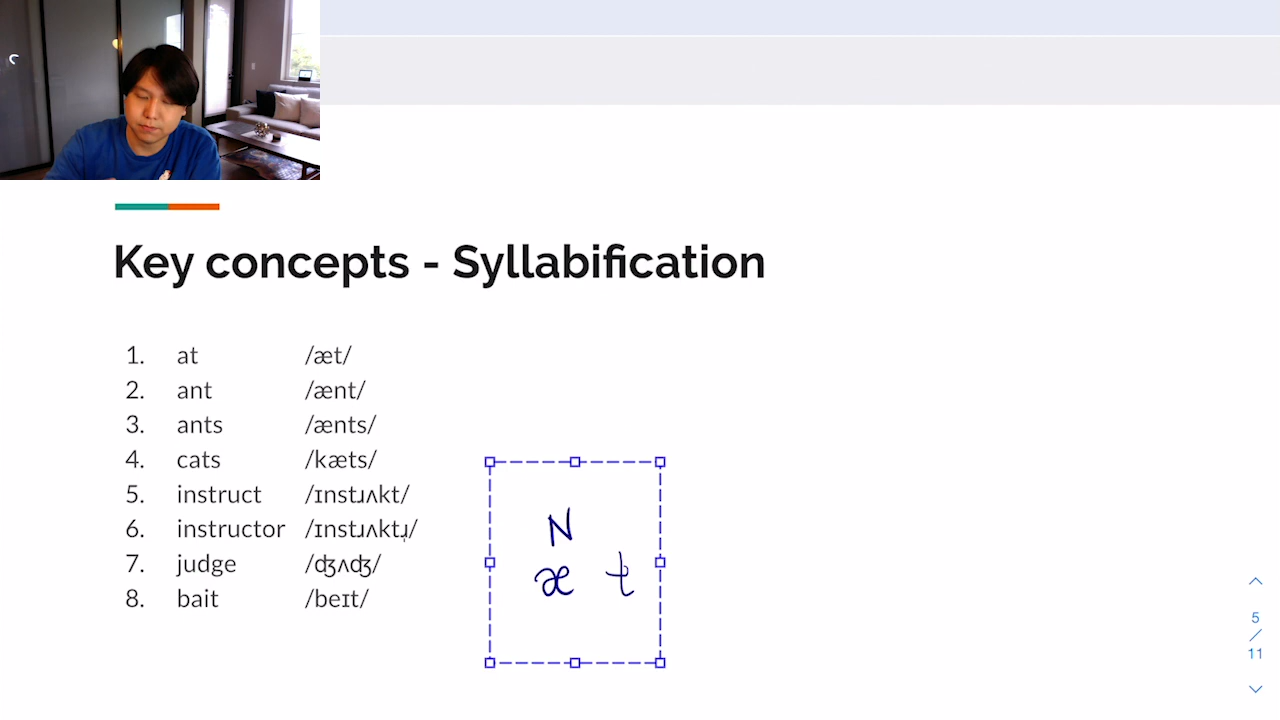 Key concepts - Syllabification
1. at /æt/
2. ant /ænt/
3. ants /ænts/
4. cats /kæts/
5. instruct /ɪnstɹʌkt/
6. instructor /ɪnstɹʌktɹ̩/
7. judge /ʤʌʤ/
8. bait /beɪt/
N
æ t
5
/
11